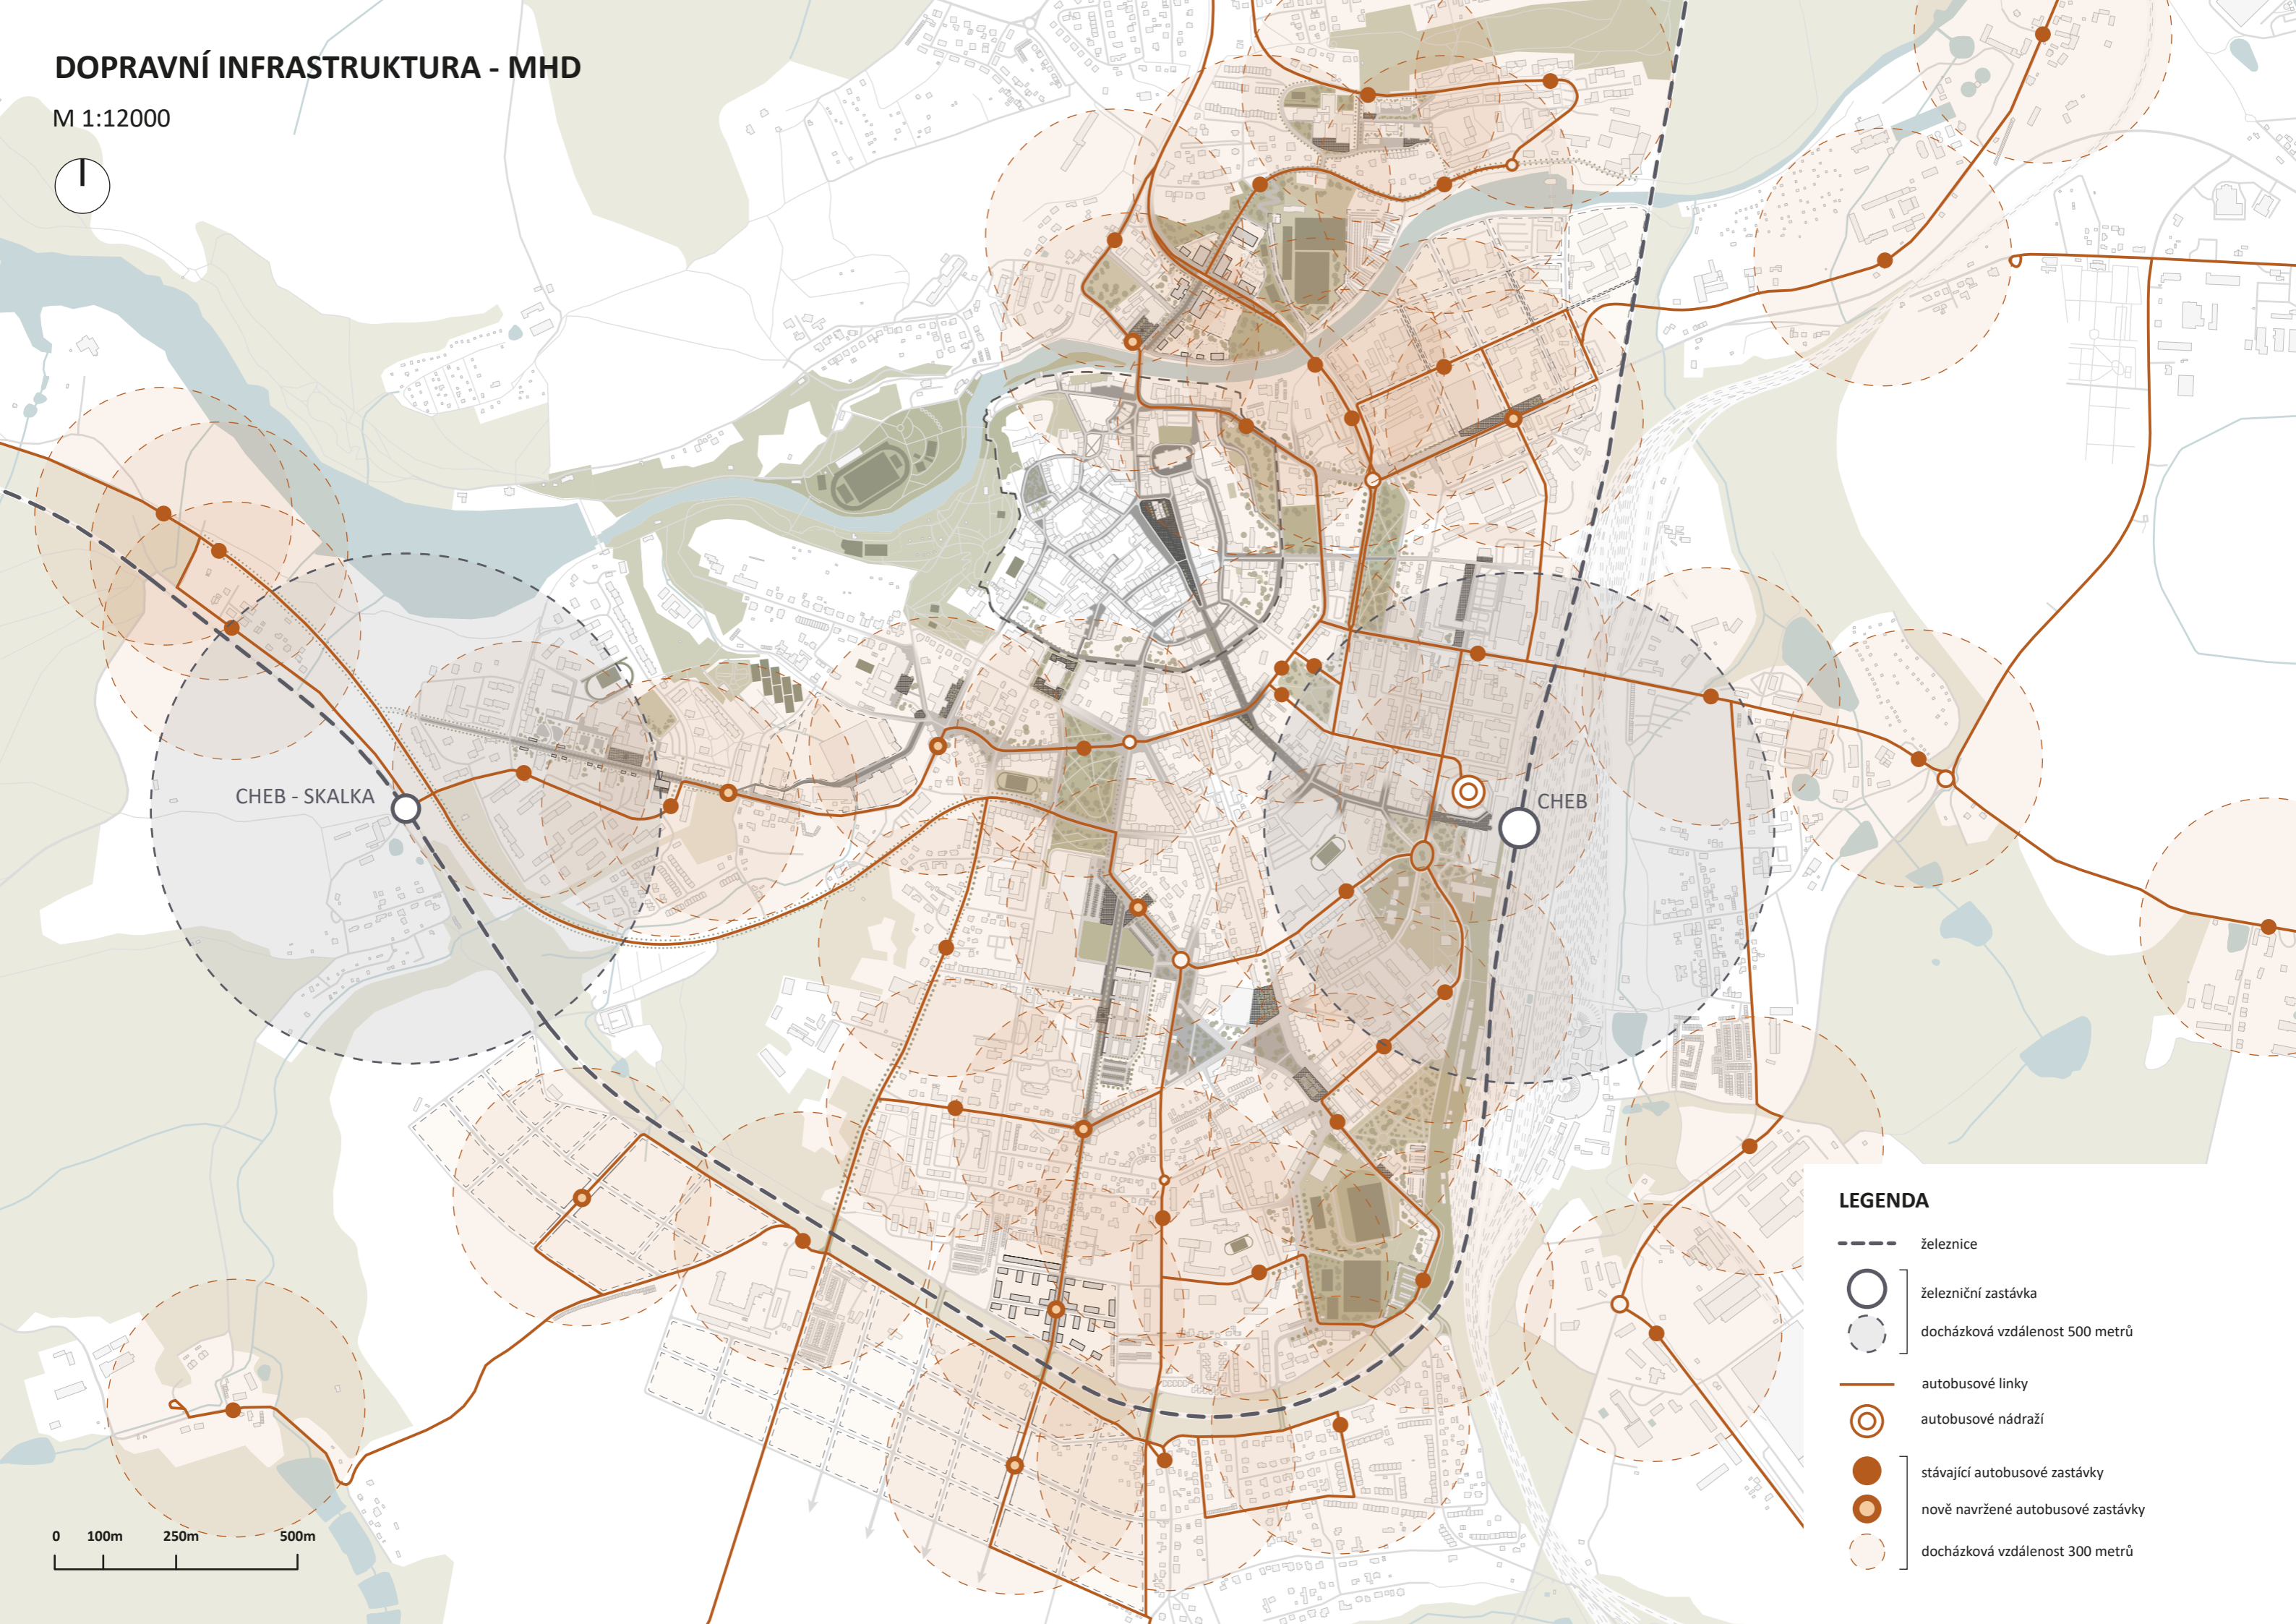 DOPRAVNÍ INFRASTRUKTURA - MHD
M 1:12000
CHEB - SKALKA
CHEB
LEGENDA
železnice
železniční zastávka
docházková vzdálenost 500 metrů
autobusové linky
autobusové nádraží
stávající autobusové zastávky
nově navržené autobusové zastávky
docházková vzdálenost 300 metrů
0 100m 250m 500m